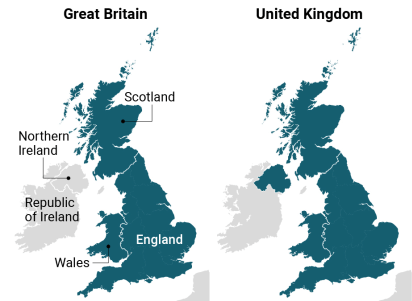 Great Britain
United Kingdom
Scotland
Northern
Ireland
Republic
of Ireland
England
Wales